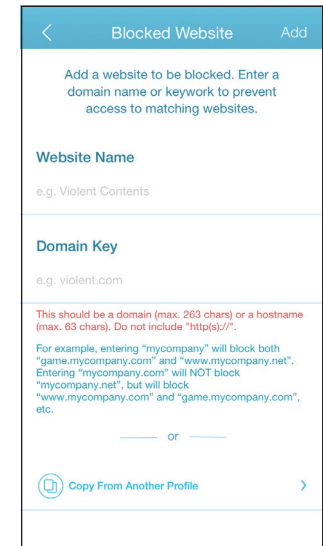 Blocked Website Add
Add a website to be blocked. Enter a
domain name or keywork to prevent
access to matching websites.
Website Name
e.g. Violent Contents
Domain Key
e.g. violent.com
This should be a domain (max. 263 chars) or a hostname
(max. 63 chars). Do not include "http(s)://".
For example, entering "mycompany" will block both
"game.mycompany.com" and "www.mycompany.net".
Entering "mycompany.com" will NOT block
"mycompany.net", but will block
"www.mycompany.com" and "game.mycompany.com",
etc.
or
Copy From Another Profile